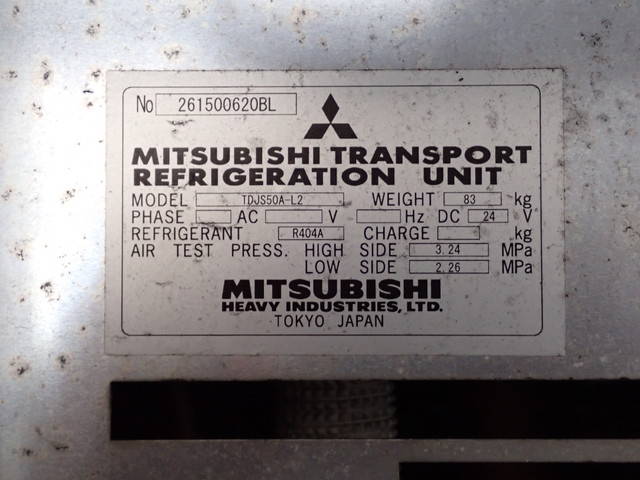 No 261500620BL
MITSUBISHI TRANSPORT
REFRIGERATION UNIT
MODEL TDJS50A-L2 WEIGHT 83 kg
PHASE AC V Hz DC 24 V
REFRIGERANT R404A CHARGE kg
AIR TEST PRESS. HIGH SIDE 3.24 MPa
LOW SIDE 2.26 MPa
MITSUBISHI
HEAVY INDUSTRIES, LTD.
TOKYO JAPAN